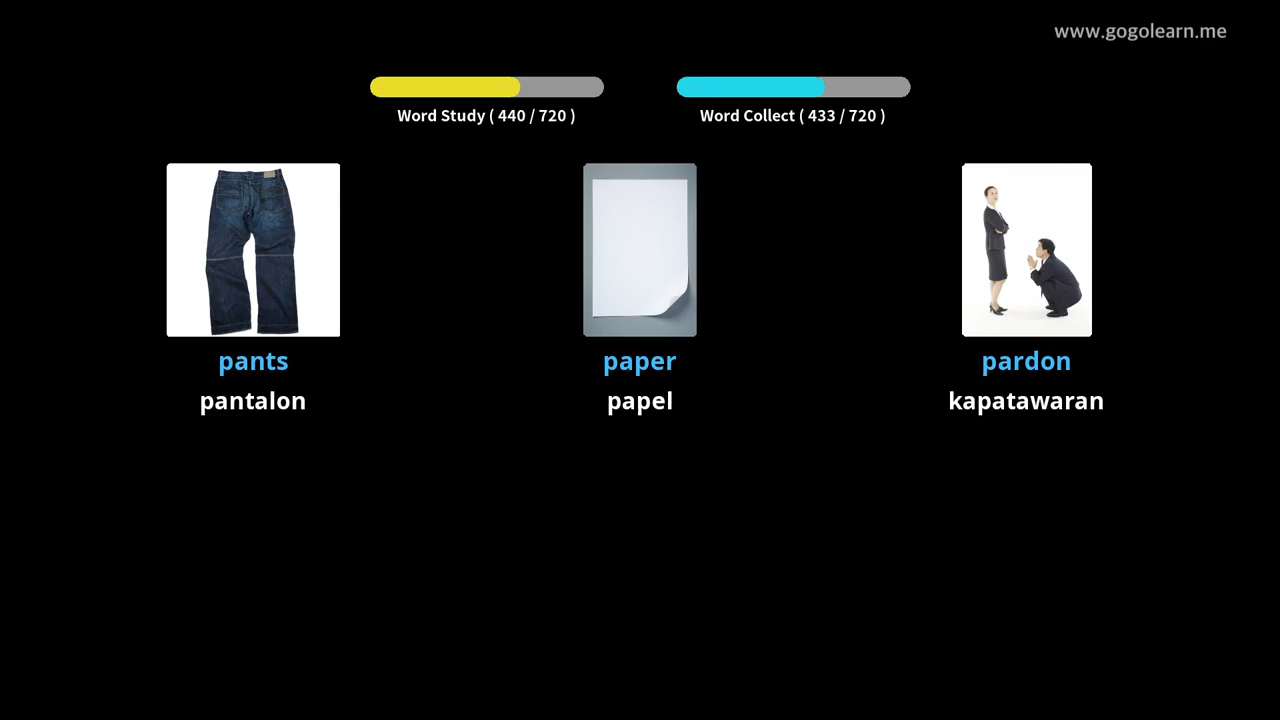 www.gogolearn.me
Word Study ( 440 / 720 )
Word Collect ( 433 / 720 )
pants
pantalon
paper
papel
pardon
kapatawaran